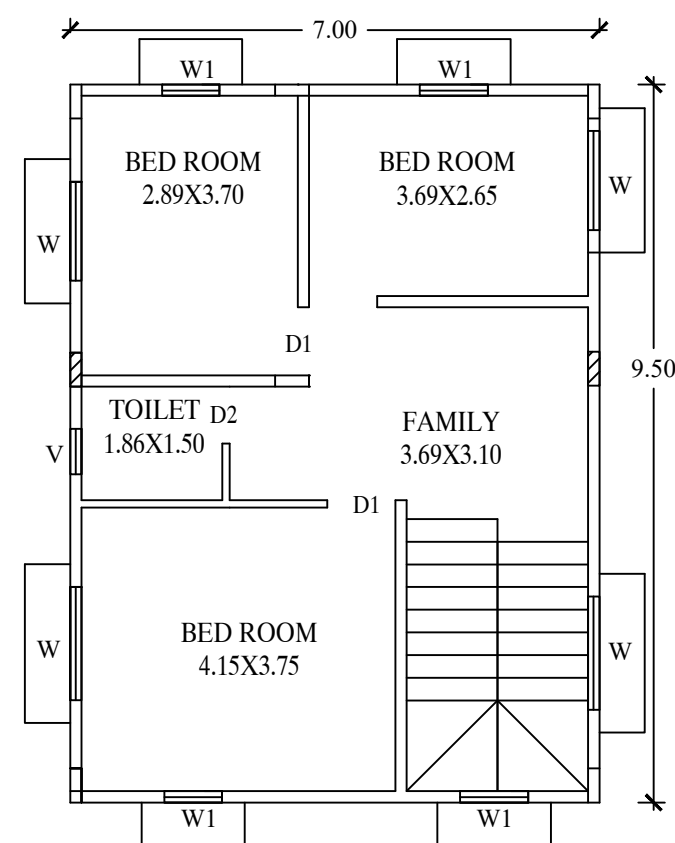 7.00
W1
W1
BED ROOM
2.89X3.70
BED ROOM
3.69X2.65
W
W
D1
9.50
TOILET
1.86X1.50
D2
FAMILY
3.69X3.10
V
D1
BED ROOM
4.15X3.75
W
W
W1
W1